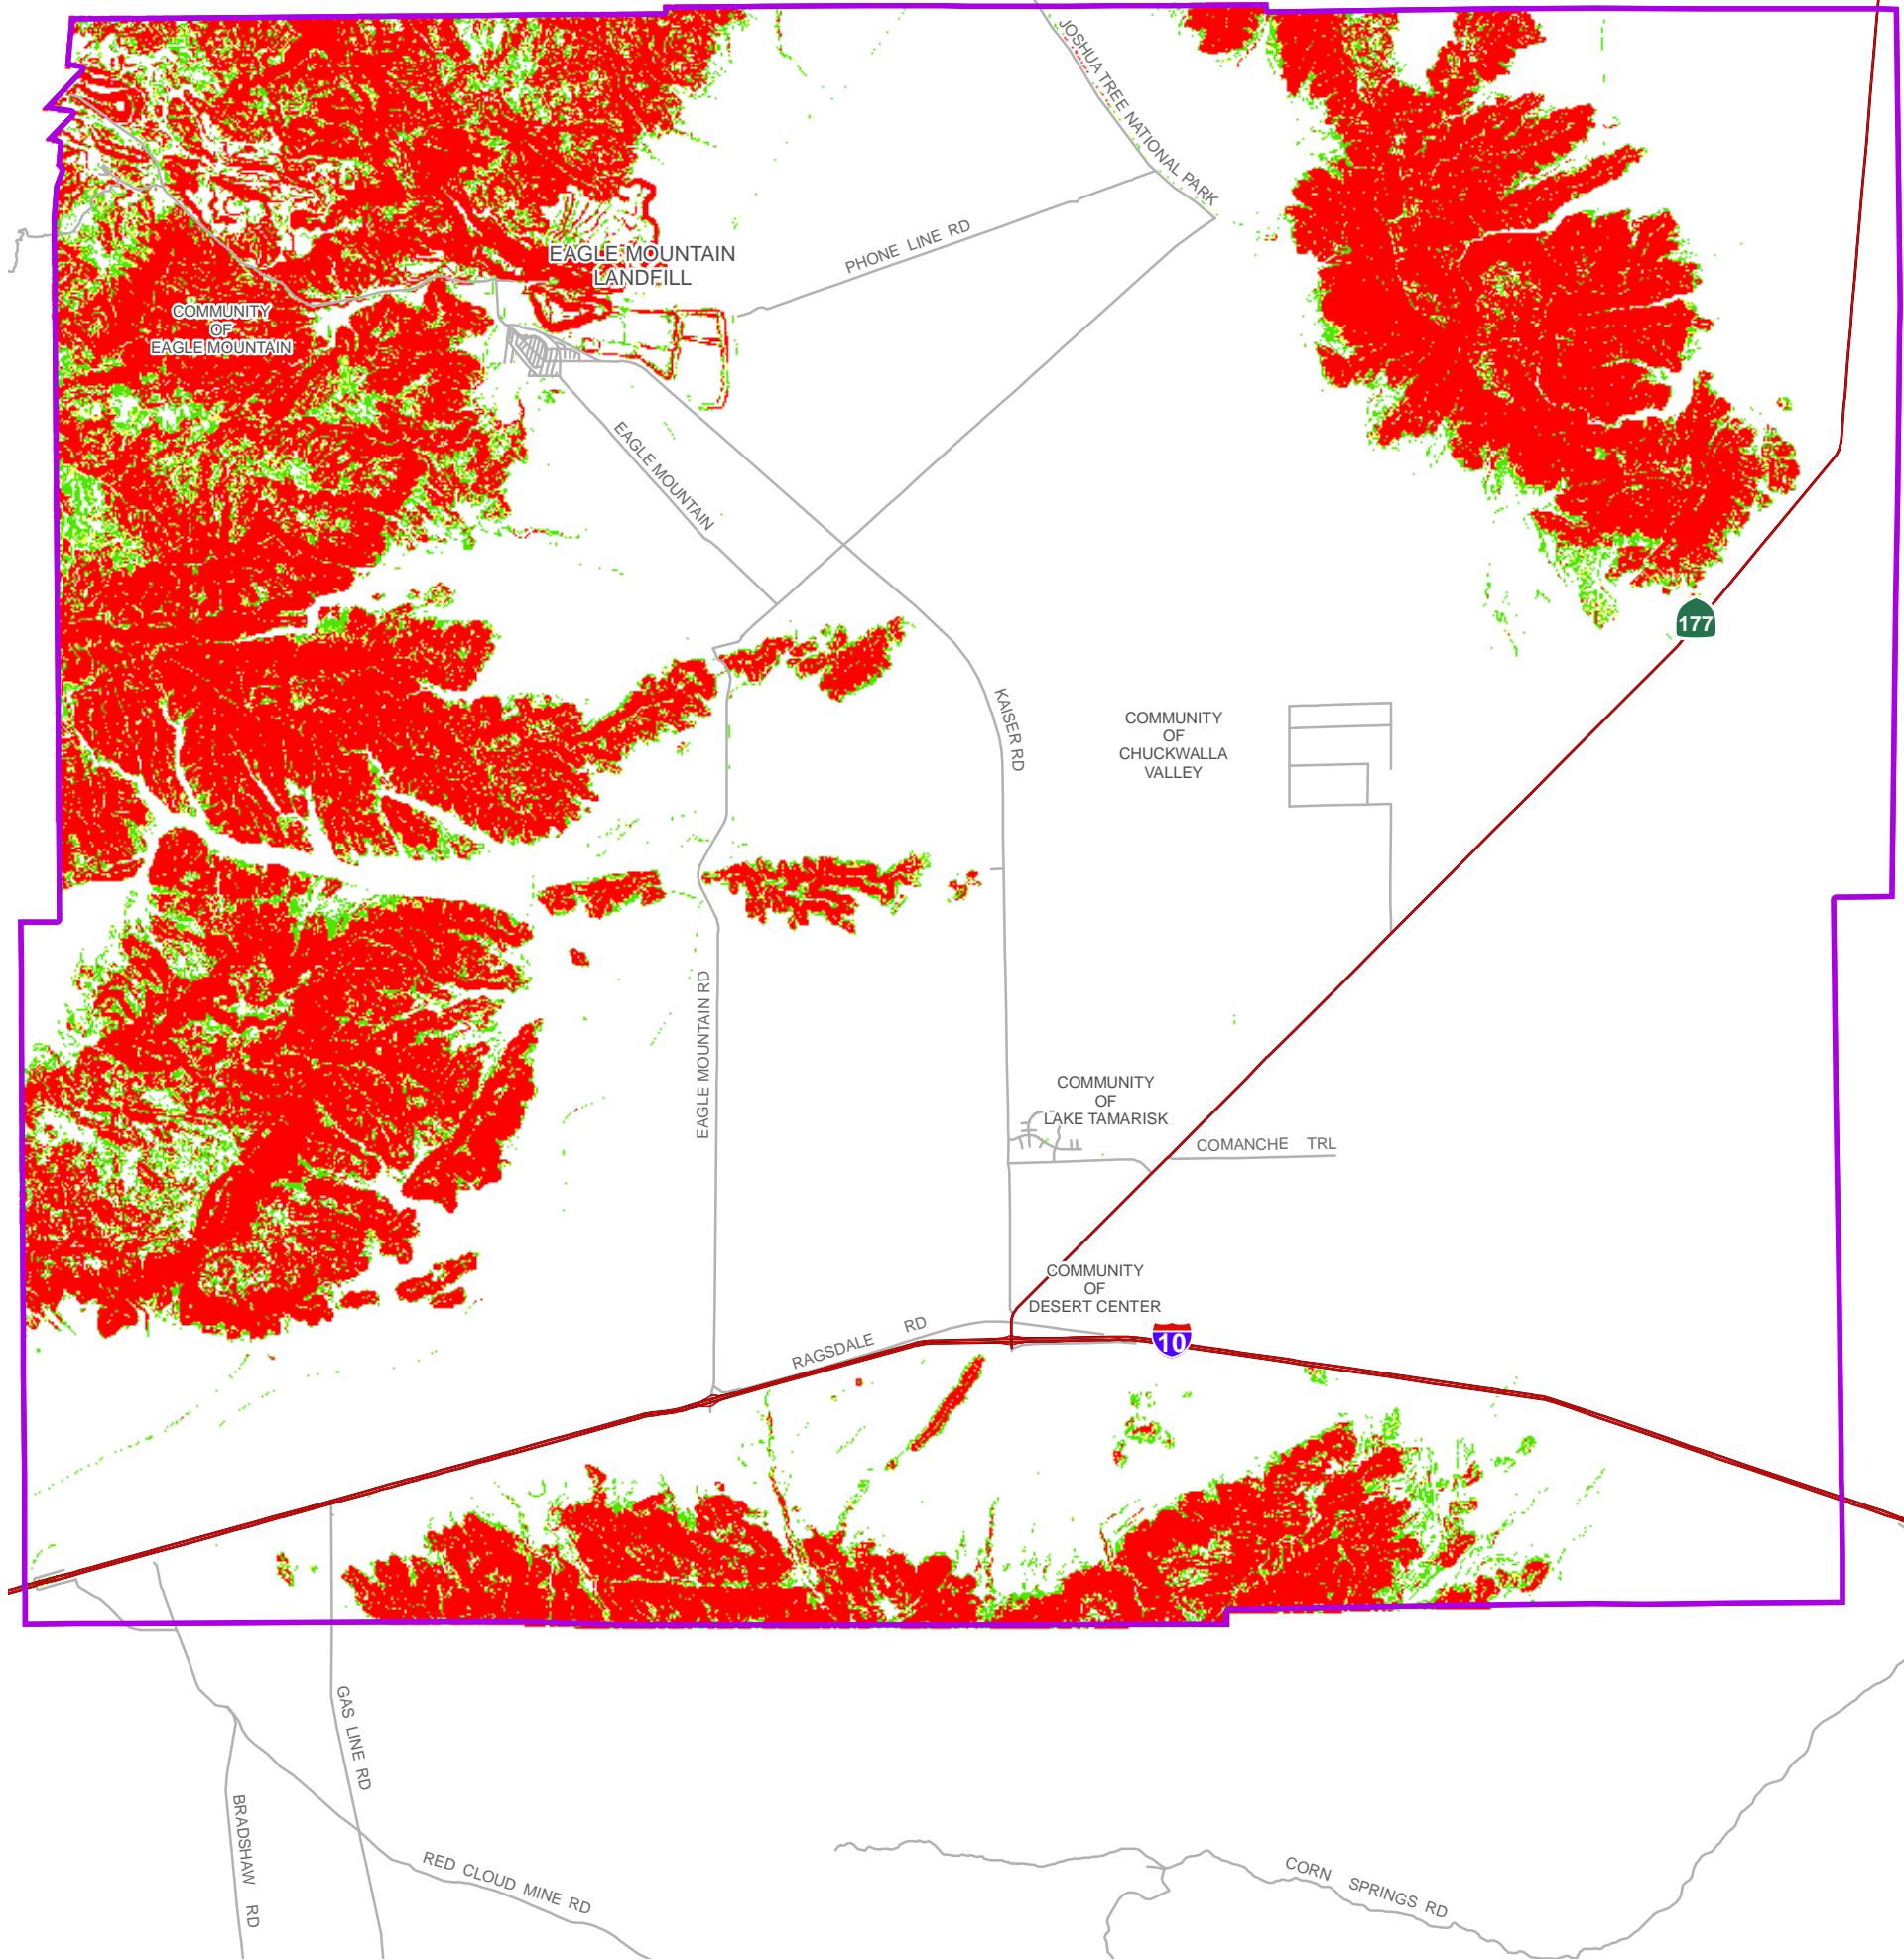 JOSHUA TREE NATIONAL PARK
PHONE LINE RD
EAGLE MOUNTAIN
LANDFILL
COMMUNITY
OF
EAGLE MOUNTAIN
EAGLE MOUNTAIN
177
KAISER RD
COMMUNITY
OF
CHUCKWALLA
VALLEY
EAGLE MOUNTAIN RD
COMMUNITY
OF
LAKE TAMARISK
COMANCHE TRL
COMMUNITY
OF
DESERT CENTER
RAGSDALE RD
10
GAS LINE RD
BRADSHAW RD
RED CLOUD MINE RD
CORN SPRINGS RD